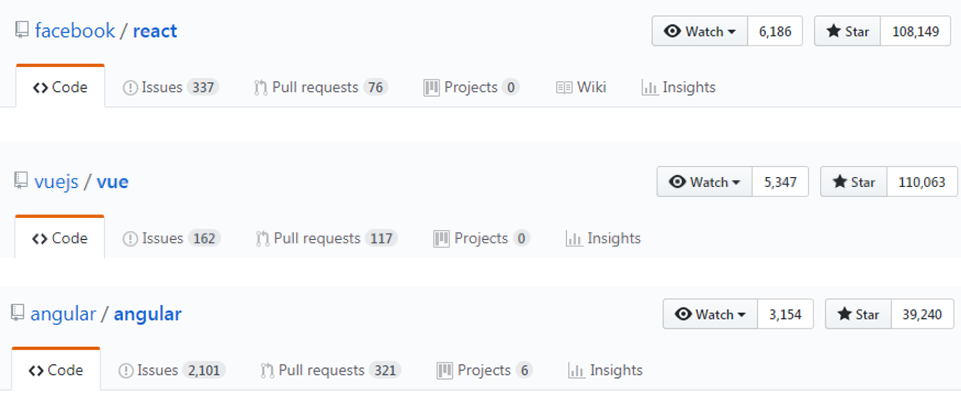 facebook / react Watch 6,186 Star 108,149
Code Issues 337 Pull requests 76 Projects 0 Wiki Insights
vuejs / vue Watch 5,347 Star 110,063
Code Issues 162 Pull requests 117 Projects 0 Insights
angular / angular Watch 3,154 Star 39,240
Code Issues 2,101 Pull requests 321 Projects 6 Insights